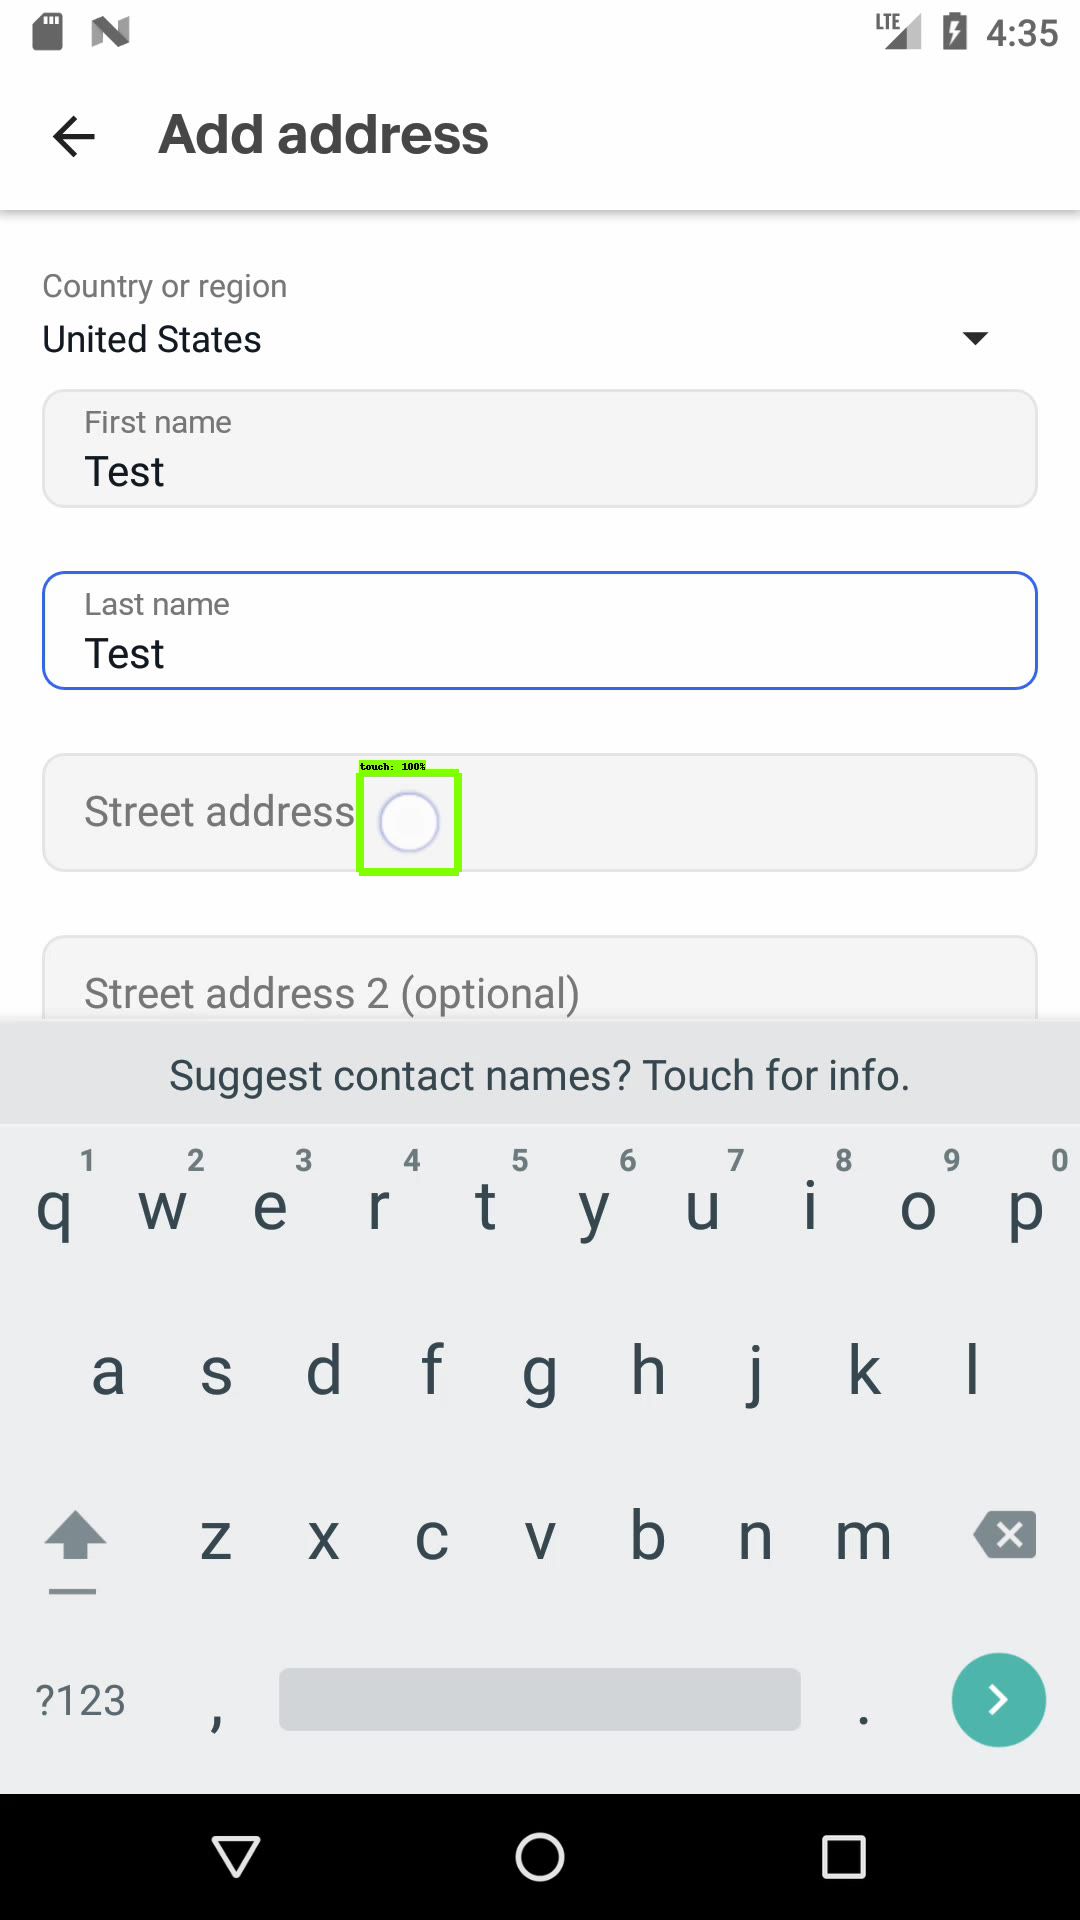 LTE 4:35
Add address
Country or region
United States
First name
Test
Last name
Test
touch: 100%
Street address
Street address 2 (optional)
Suggest contact names? Touch for info.
1 2 3 4 5 6 7 8 9 0
q w e r t y u i o p
a s d f g h j k l
z x c v b n m
?123 , .